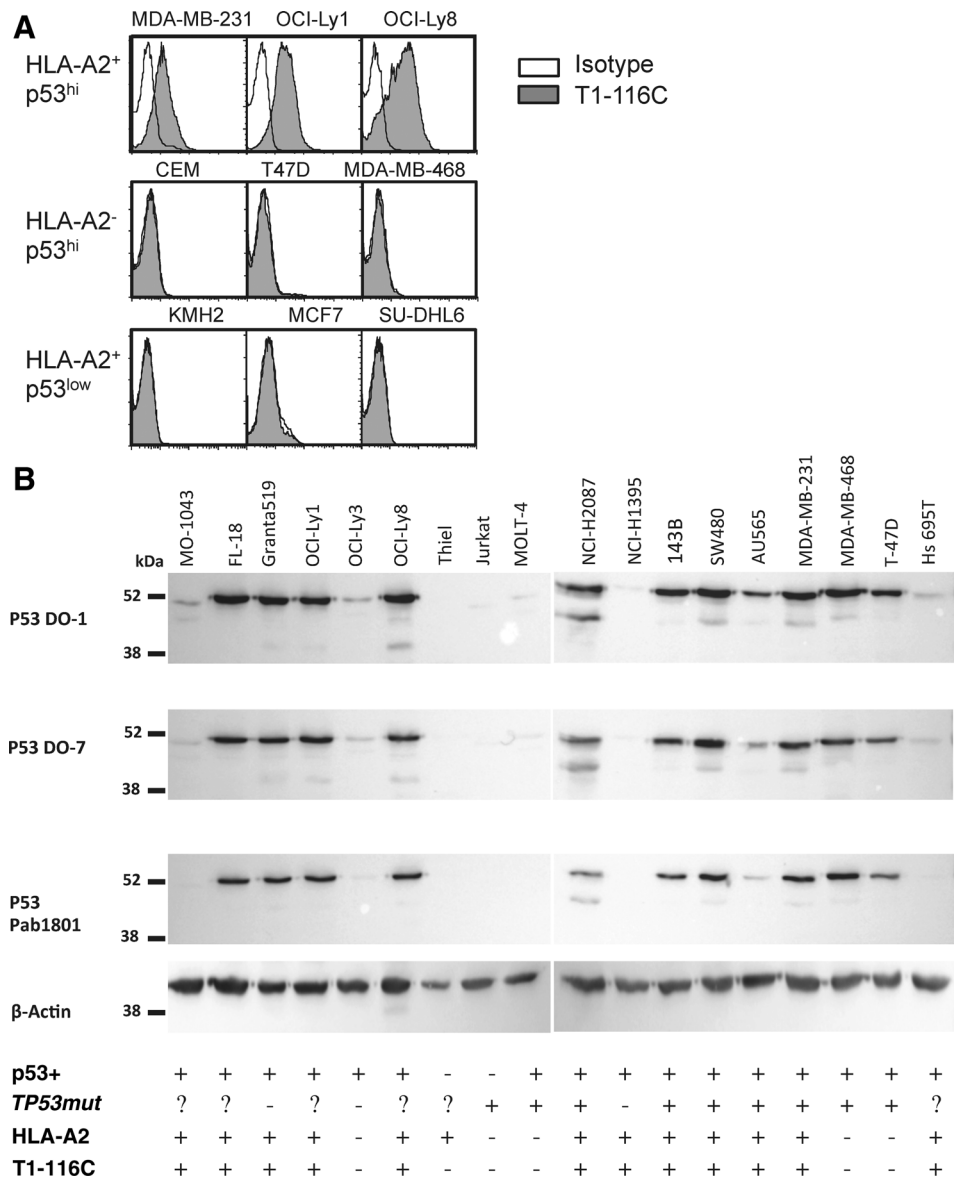 A
MDA-MB-231 OCI-Ly1 OCI-Ly8
HLA-A2+
p53hi
Isotype
T1-116C
CEM T47D MDA-MB-468
HLA-A2-
p53hi
KMH2 MCF7 SU-DHL6
HLA-A2+
p53low
B
MO-1043
FL-18
Granta519
OCI-Ly1
OCI-Ly3
OCI-Ly8
Thiel
Jurkat
MOLT-4
NCI-H2087
NCI-H1395
143B
SW480
AU565
MDA-MB-231
MDA-MB-468
T-47D
Hs 695T
kDa
P53 DO-1
52
38
P53 DO-7
52
38
P53
Pab1801
52
38
β-Actin
38
p53+ + + + + + + - - + + + + + + + + + +
TP53mut ? ? - ? - ? ? + + + - + + + + + + ?
HLA-A2 + + + + - + + - - + + + + + + - - +
T1-116C + + + + - + - - - + + + + + + - - +